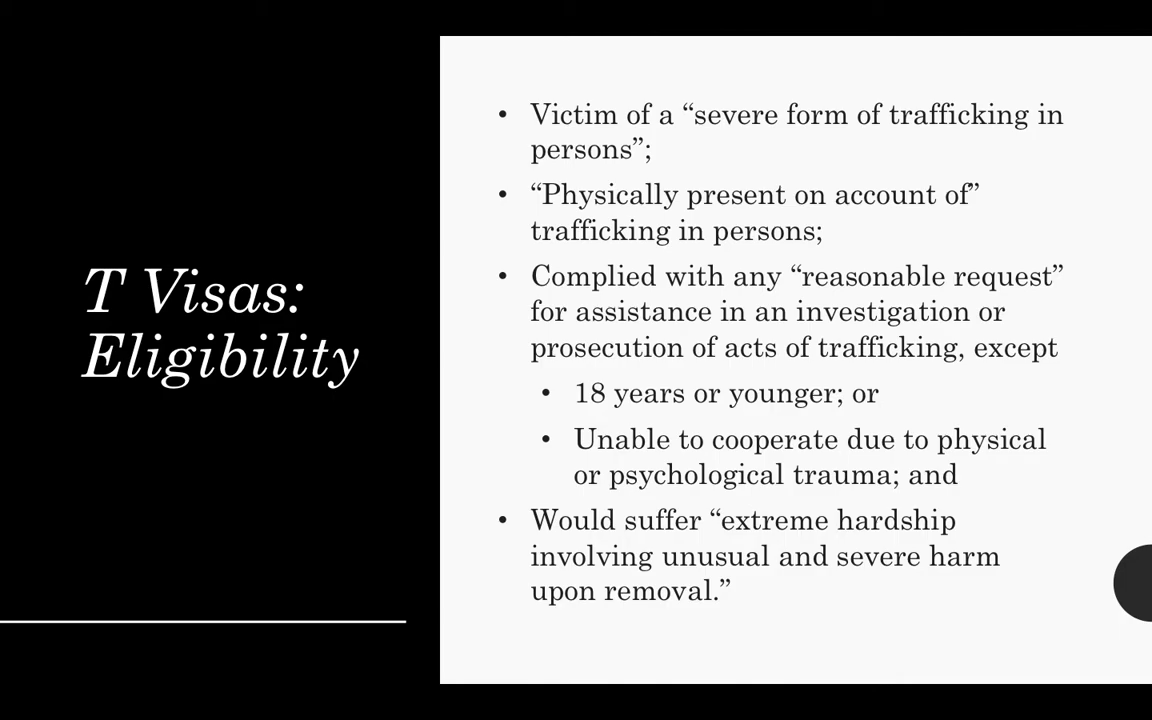 T Visas:
Eligibility
• Victim of a “severe form of trafficking in
persons”;
• “Physically present on account of”
trafficking in persons;
• Complied with any “reasonable request”
for assistance in an investigation or
prosecution of acts of trafficking, except
• 18 years or younger; or
• Unable to cooperate due to physical
or psychological trauma; and
• Would suffer “extreme hardship
involving unusual and severe harm
upon removal.”